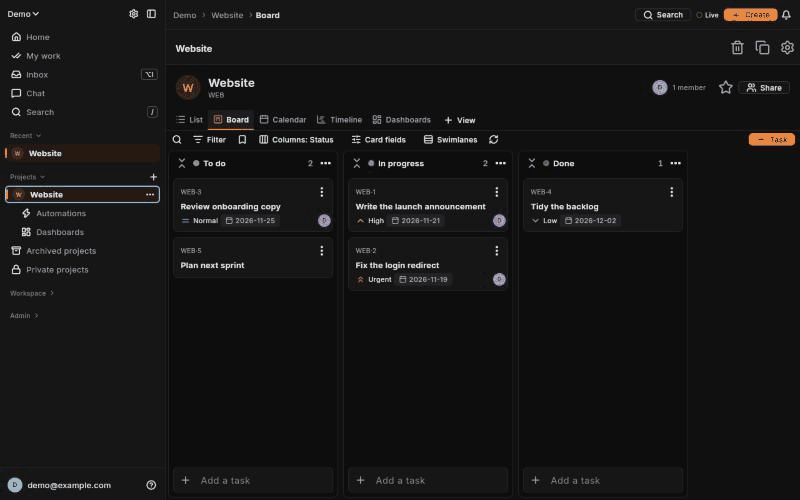 Demo
Home
My work
Inbox
Chat
Search
/
Recent
W Website
Projects
W Website
Automations
Dashboards
Archived projects
Private projects
Workspace
Admin
D demo@example.com
Demo > Website > Board
Search
Live
Create
Website
W
Website
WEB
D 1 member
Share
List
Board
Calendar
Timeline
Dashboards
+ View
Filter
Columns: Status
Card fields
Swimlanes
Task
To do 2
WEB-3
Review onboarding copy
Normal 2026-11-25 D
WEB-5
Plan next sprint
+ Add a task
In progress 2
WEB-1
Write the launch announcement
High 2026-11-21 D
WEB-2
Fix the login redirect
Urgent 2026-11-19 D
+ Add a task
Done 1
WEB-4
Tidy the backlog
Low 2026-12-02
+ Add a task